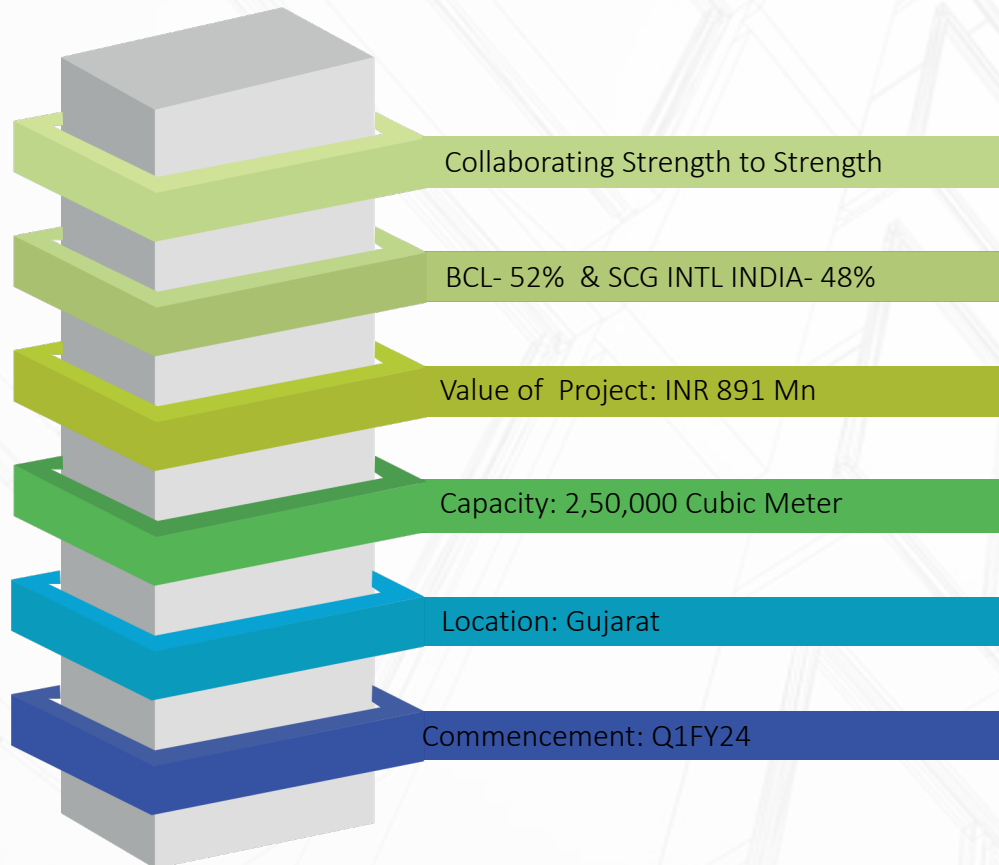 Collaborating Strength to Strength
BCL- 52% & SCG INTL INDIA- 48%
Value of Project: INR 891 Mn
Capacity: 2,50,000 Cubic Meter
Location: Gujarat
Commencement: Q1FY24